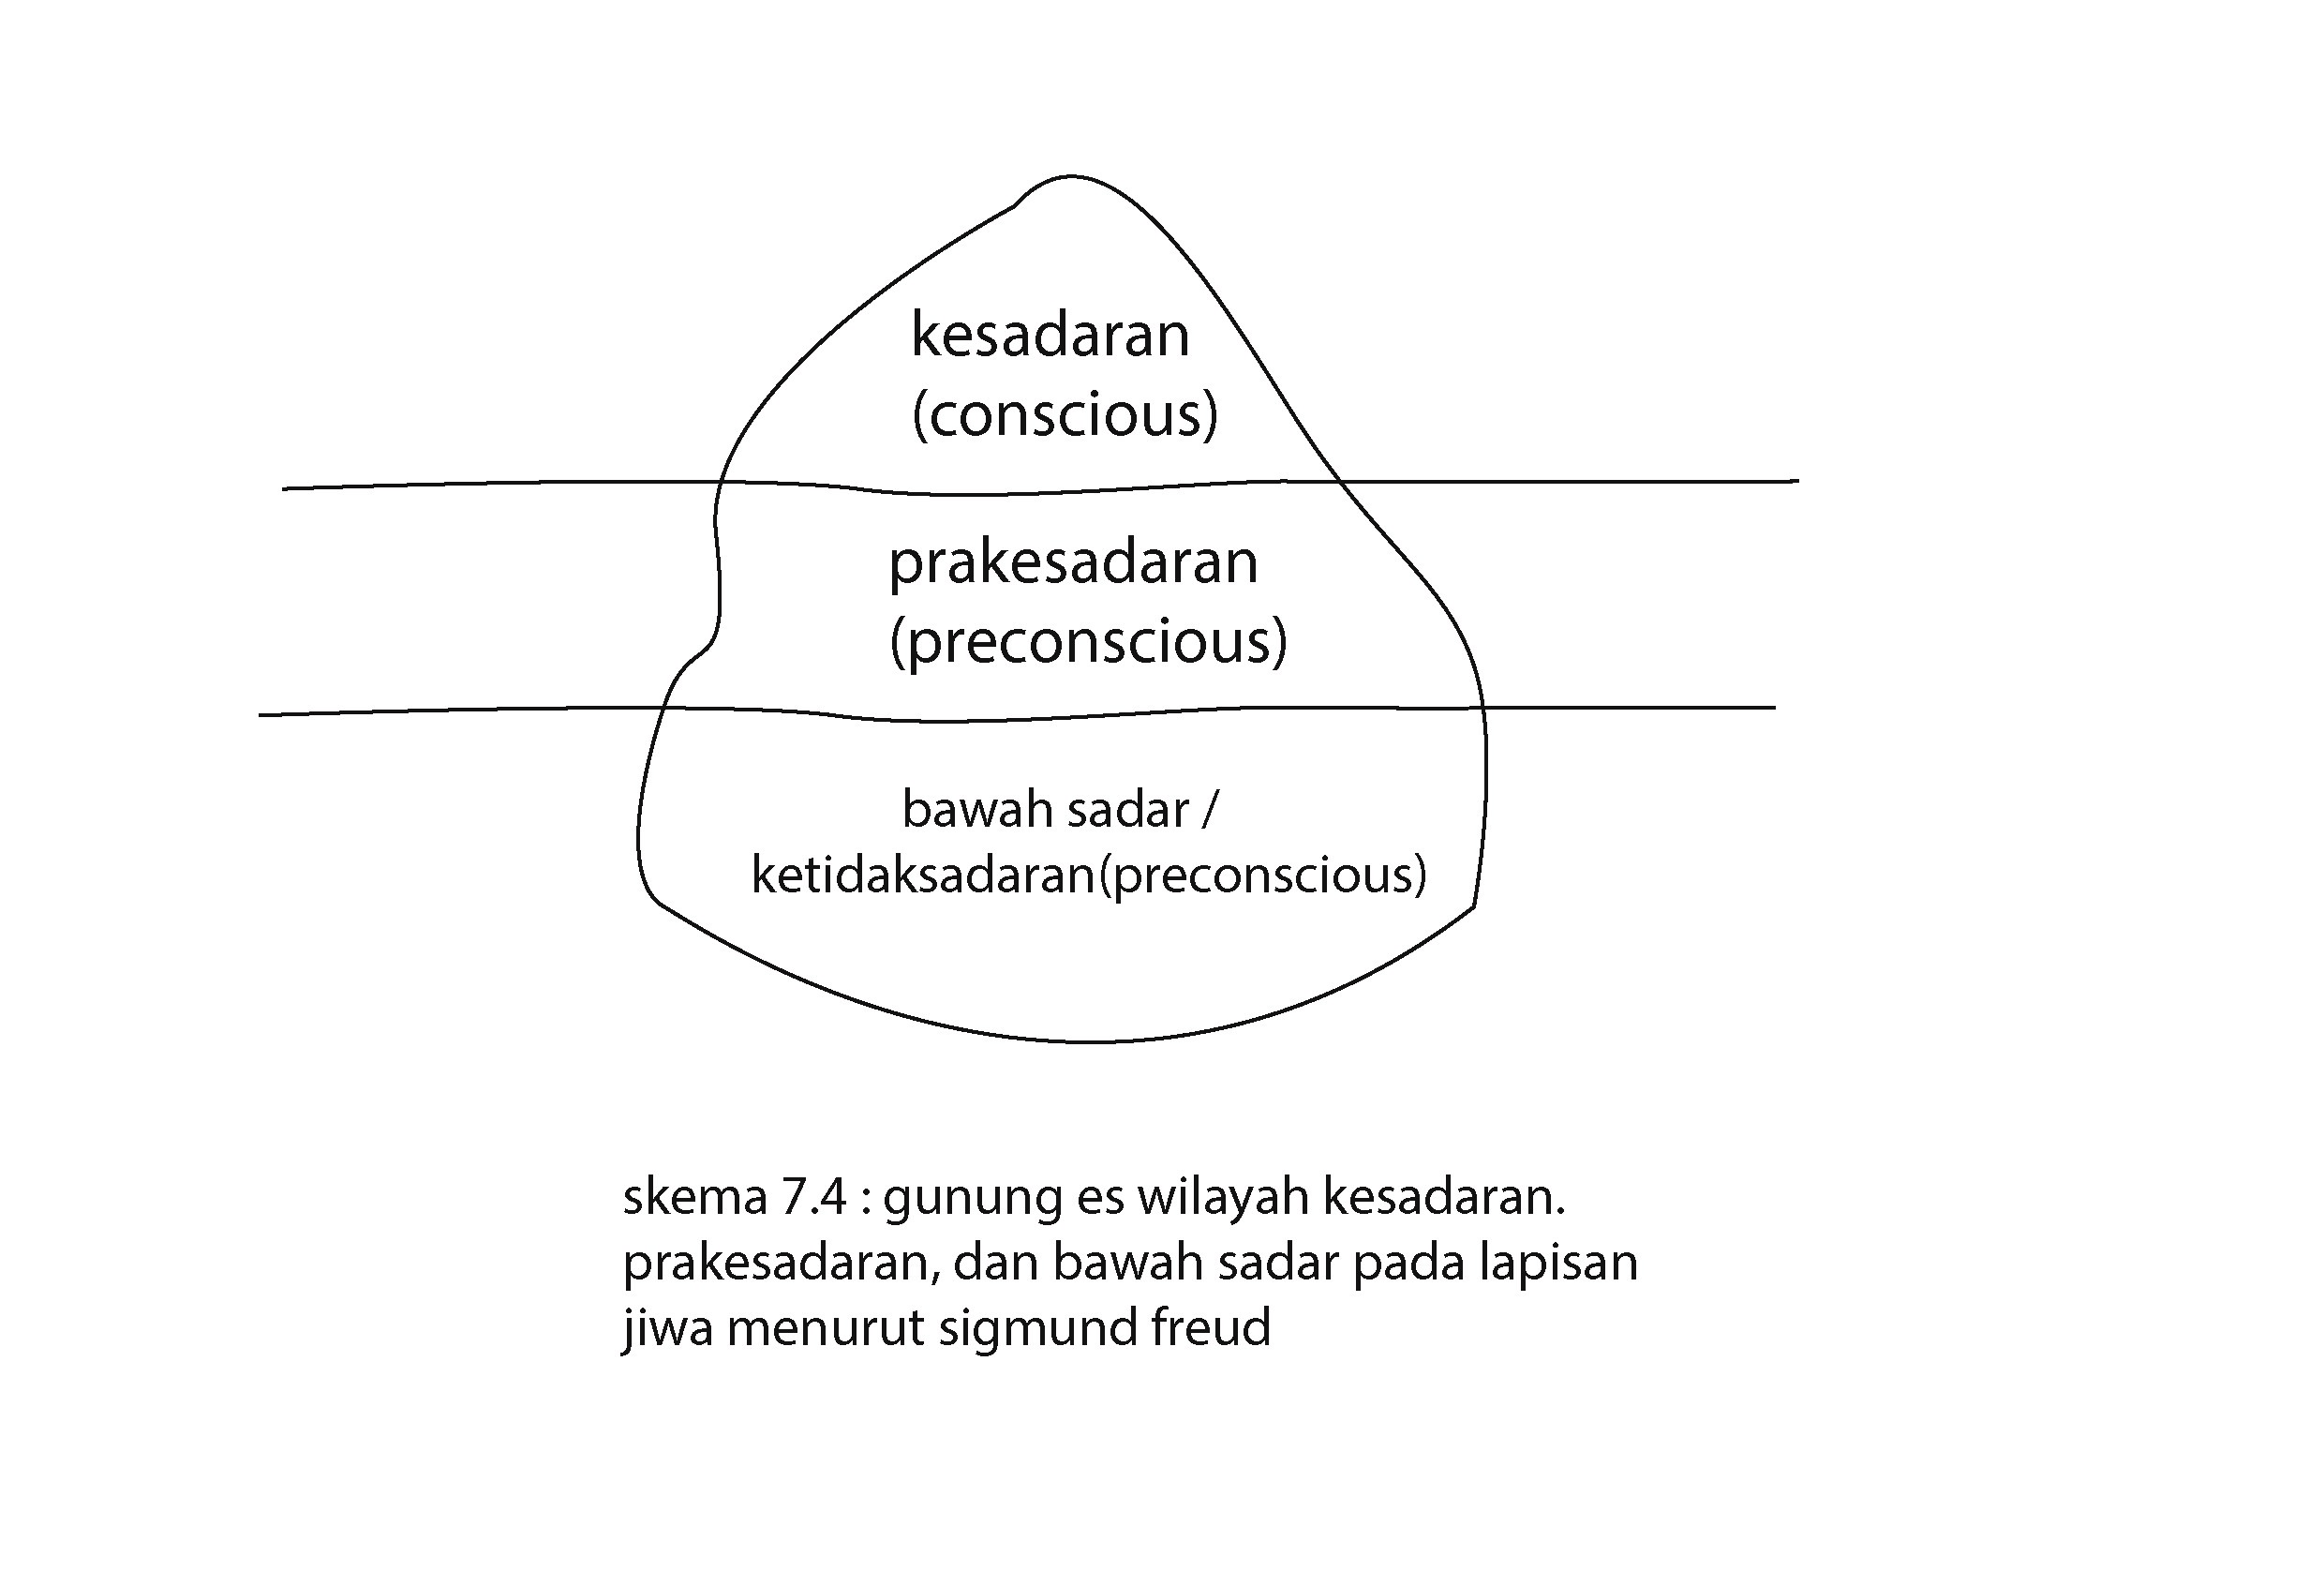 kesadaran
(conscious)
prakesadaran
(preconscious)
bawah sadar /
ketidaksadaran(preconscious)
skema 7.4 : gunung es wilayah kesadaran.
prakesadaran, dan bawah sadar pada lapisan
jiwa menurut sigmund freud